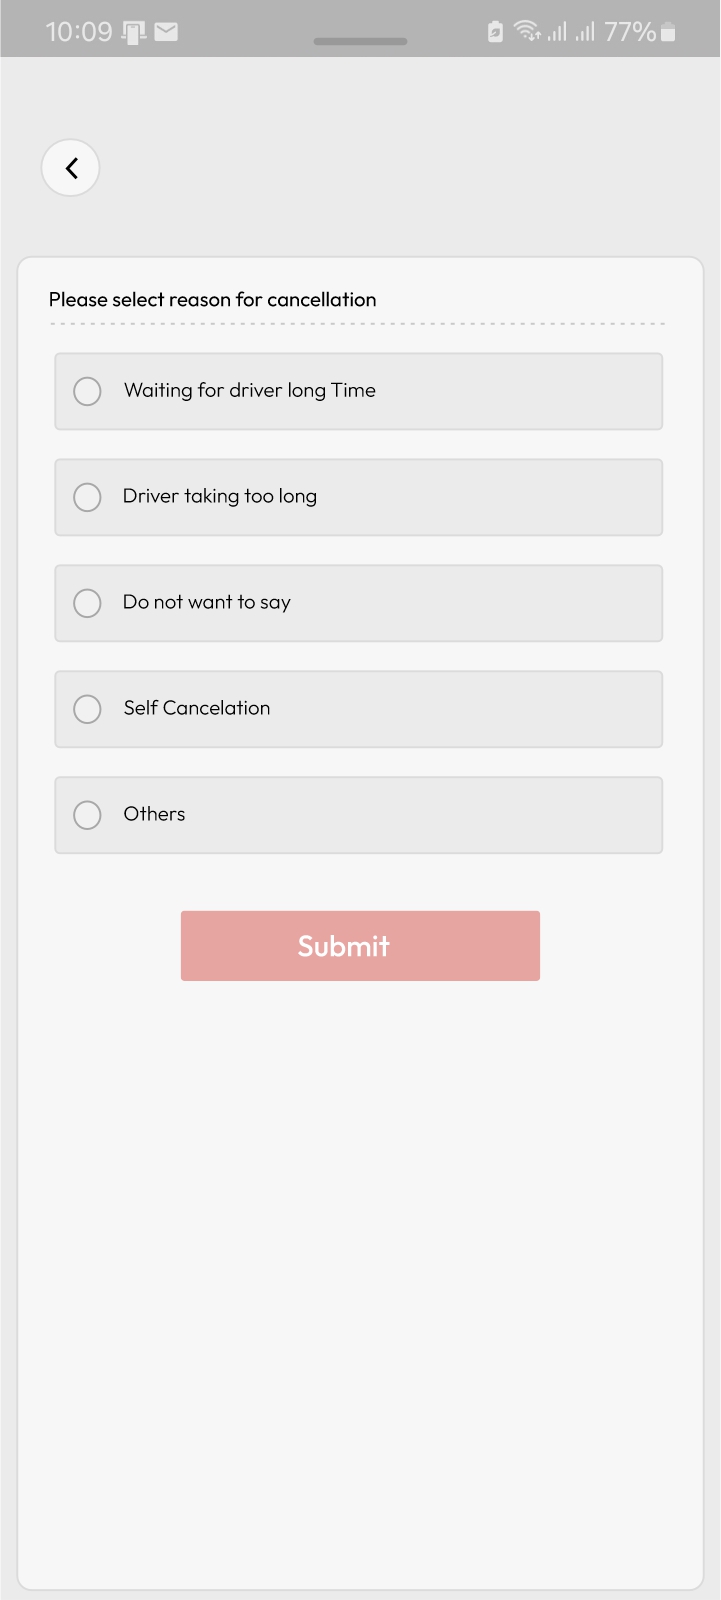 10:09 77%
Please select reason for cancellation
Waiting for driver long Time
Driver taking too long
Do not want to say
Self Cancelation
Others
Submit